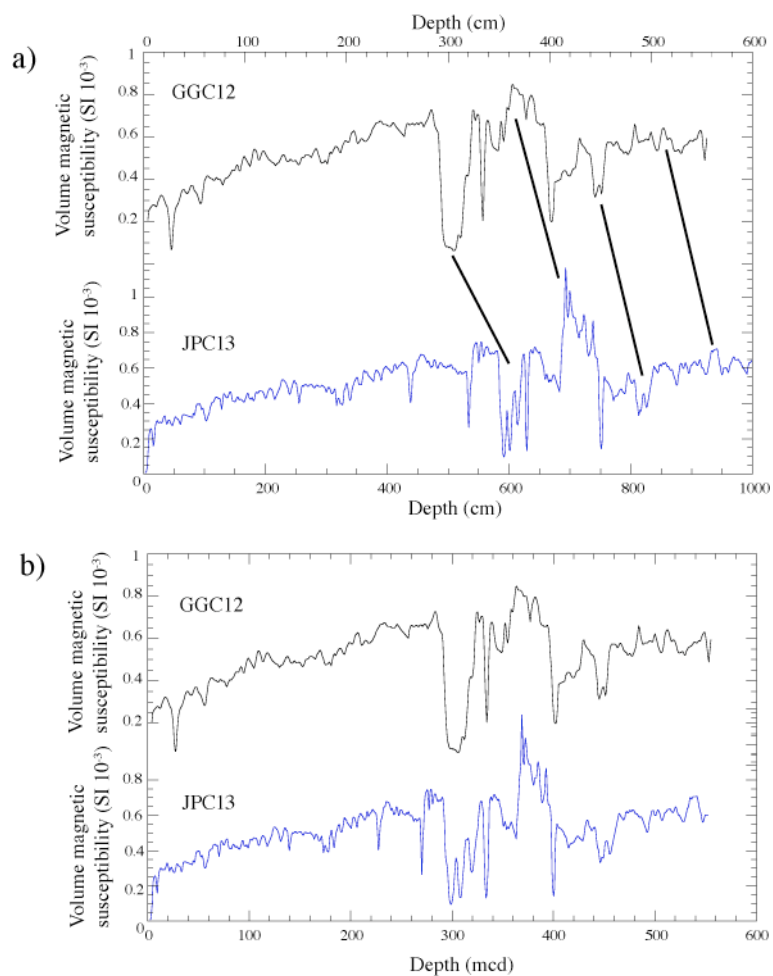 Depth (cm)
0 100 200 300 400 500 600
a)
GGC12
Volume magnetic
susceptibility (SI 10-3)
1
0.8
0.6
0.4
0.2
JPC13
Volume magnetic
susceptibility (SI 10-3)
1
0.8
0.6
0.4
0.2
0
0 200 400 600 800 1000
Depth (cm)
b)
GGC12
Volume magnetic
susceptibility (SI 10-3)
1
0.8
0.6
0.4
0.2
JPC13
Volume magnetic
susceptibility (SI 10-3)
0.8
0.6
0.4
0.2
0
0 100 200 300 400 500 600
Depth (mcd)